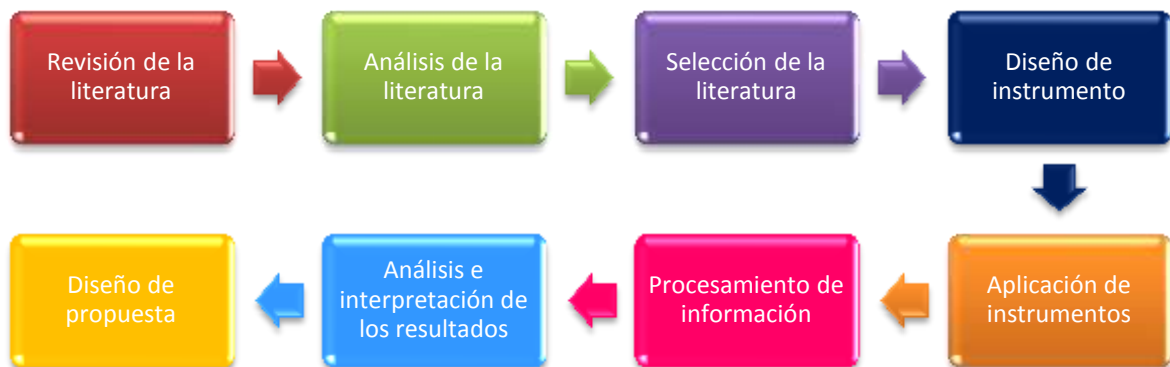 Revisión de la
literatura
Análisis de la
literatura
Selección de la
literatura
Diseño de
instrumento
Aplicación de
instrumentos
Procesamiento de
información
Análisis e
interpretación de
los resultados
Diseño de
propuesta